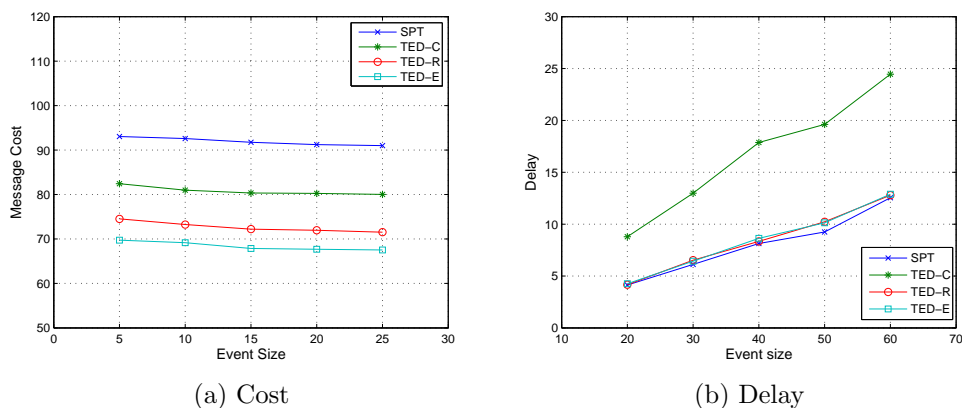 120
110
100
90
80
70
60
50
0 5 10 15 20 25 30
Message Cost
Event Size
SPT
TED-C
TED-R
TED-E
(a) Cost
30
25
20
15
10
5
0
10 20 30 40 50 60 70
Delay
Event size
SPT
TED-C
TED-R
TED-E
(b) Delay